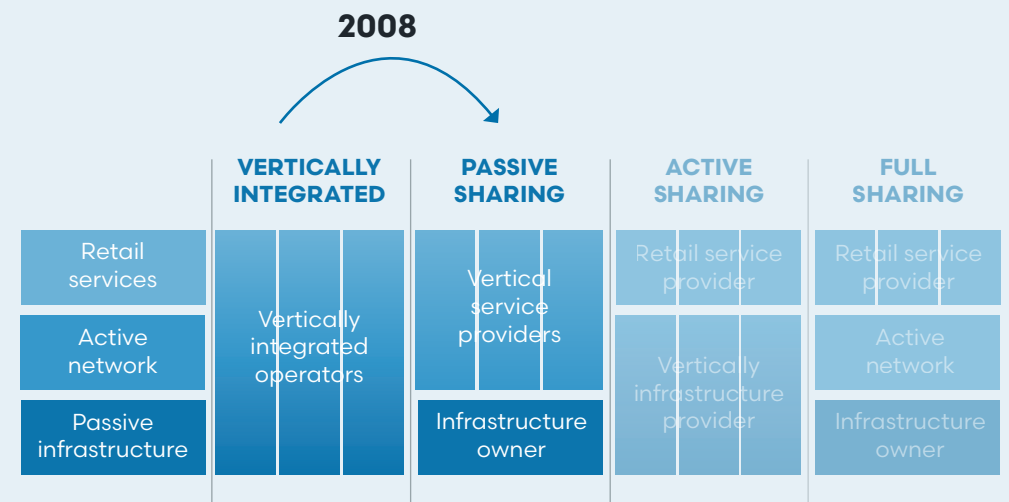 2008
VERTICALLY
INTEGRATED
PASSIVE
SHARING
ACTIVE
SHARING
FULL
SHARING
Retail
services
Active
network
Passive
infrastructure
Vertically
integrated
operators
Vertical
service
providers
Infrastructure
owner
Retail service
provider
Vertically
infrastructure
provider
Retail service
provider
Active
network
Infrastructure
owner